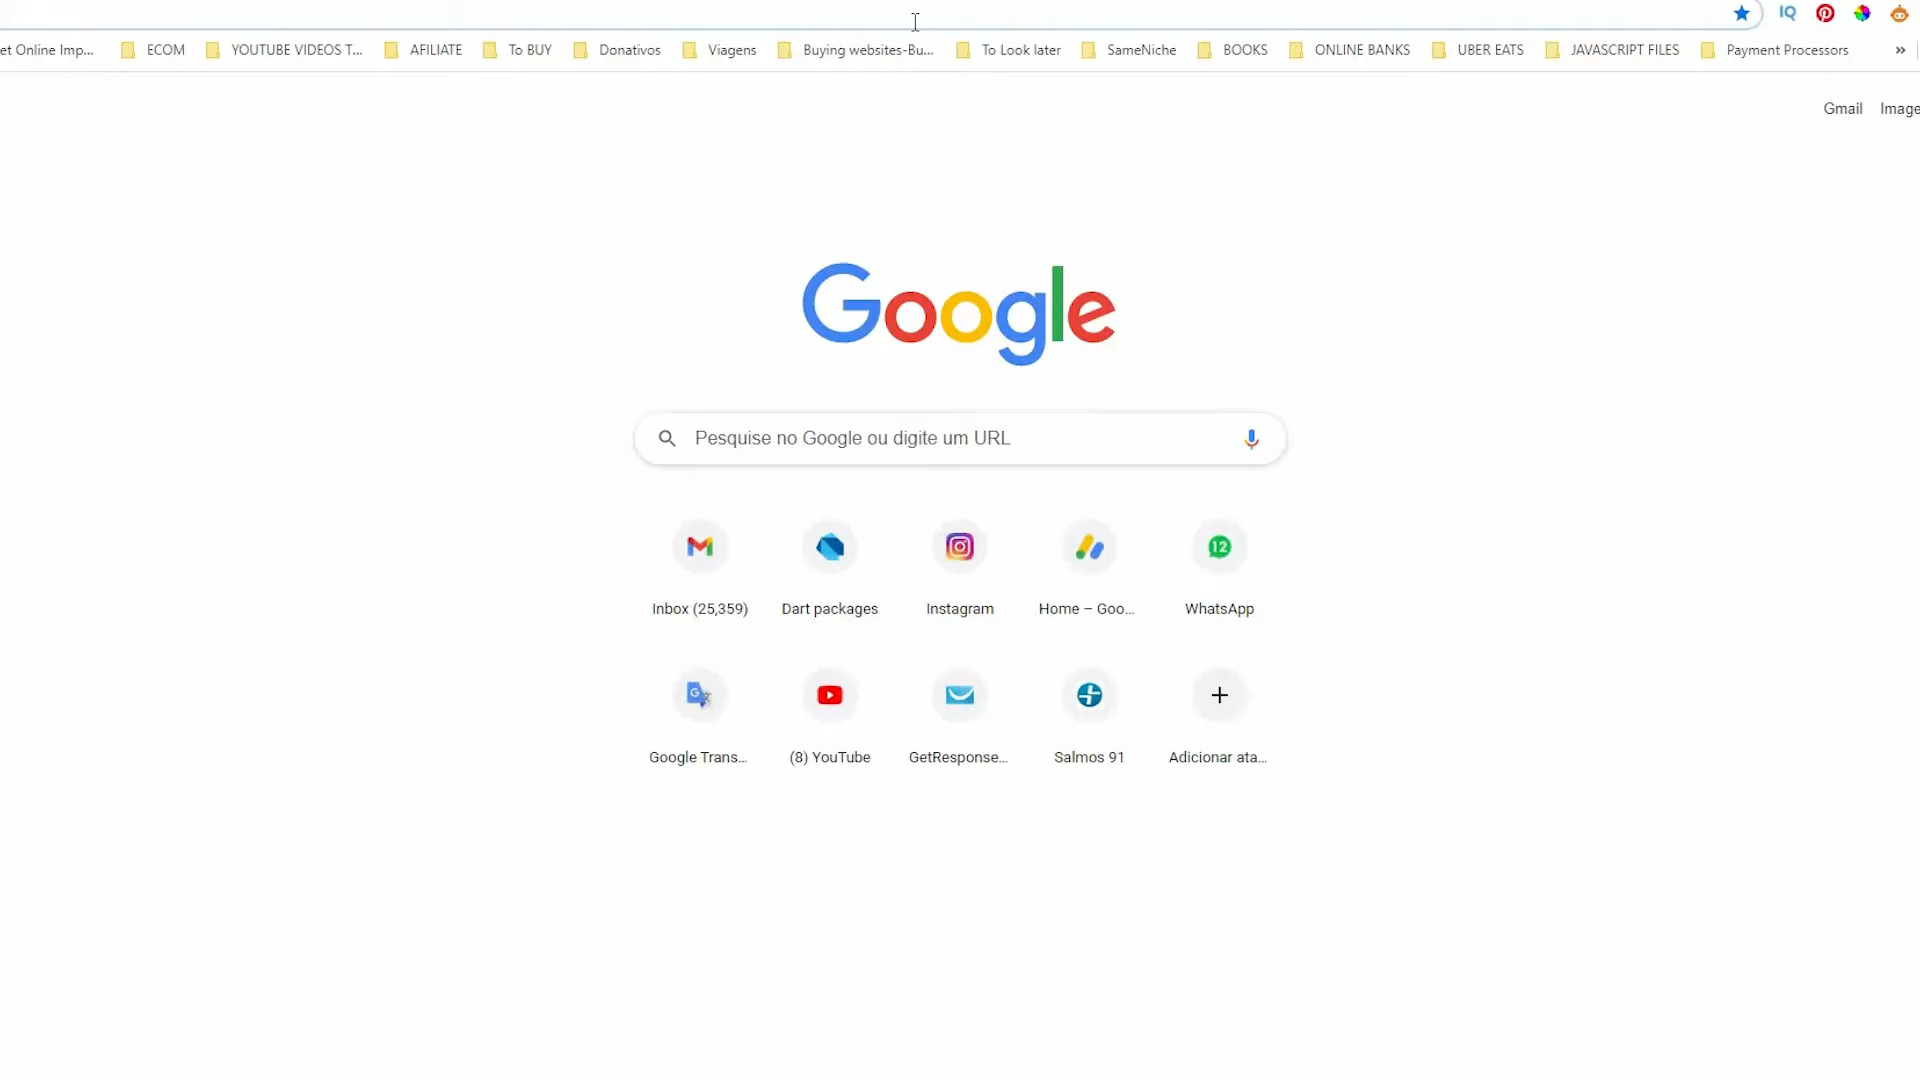 et Online Imp... ECOM YOUTUBE VIDEOS T... AFILIATE To BUY Donativos Viagens Buying websites-Bu... To Look later SameNiche BOOKS ONLINE BANKS UBER EATS JAVASCRIPT FILES Payment Processors »
Gmail Image
Google
Pesquise no Google ou digite um URL
12
Inbox (25,359) Dart packages Instagram Home – Goo... WhatsApp
Google Trans... (8) YouTube GetResponse... Salmos 91 Adicionar ata...